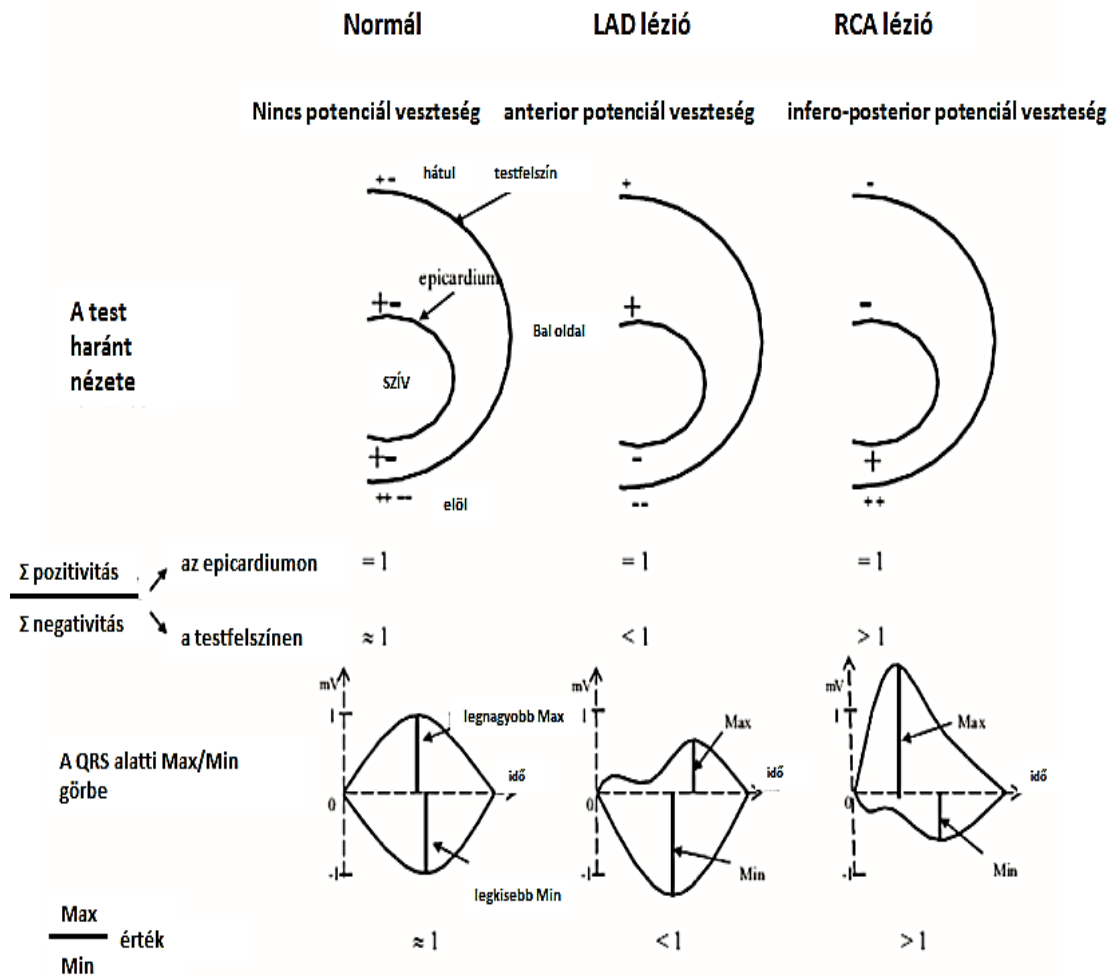 Normál LAD lézió RCA lézió
Nincs potenciál veszteség anterior potenciál veszteség infero-posterior potenciál veszteség
+ - hátul testfelszín + -
epicardium
+- + -
A test
haránt
nézete
Bal oldal
szív
+- - +
++ -- elöl -- ++
Σ pozitivitás az epicardiumon = 1 = 1 = 1
Σ negativitás a testfelszínen ≈ 1 < 1 > 1
mV mV mV
1 legnagyobb Max 1 Max 1 Max
A QRS alatti Max/Min
görbe
idő idő idő
0 0 0
-1 legkisebb Min -1 Min -1 Min
Max
érték ≈ 1 < 1 > 1
Min